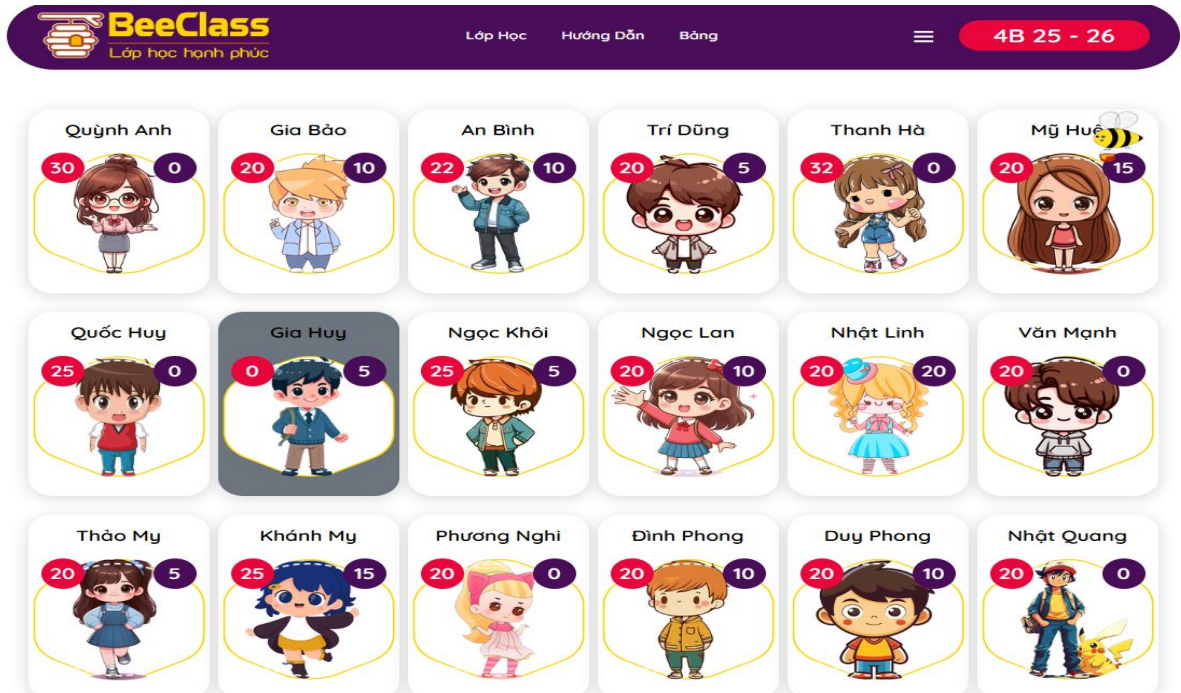 BeeClass
Lớp học hạnh phúc
Lớp Học Hướng Dẫn Bảng 4B 25 - 26
Quỳnh Anh Gia Bảo An Bình Trí Dũng Thanh Hà Mỹ Huệ
30 0 20 10 22 10 20 5 32 0 20 15
Quốc Huy Gia Huy Ngọc Khôi Ngọc Lan Nhật Linh Văn Mạnh
25 0 0 5 25 5 20 10 20 20 20 0
Thảo My Khánh My Phương Nghi Đình Phong Duy Phong Nhật Quang
20 5 25 15 20 0 20 10 20 10 20 0